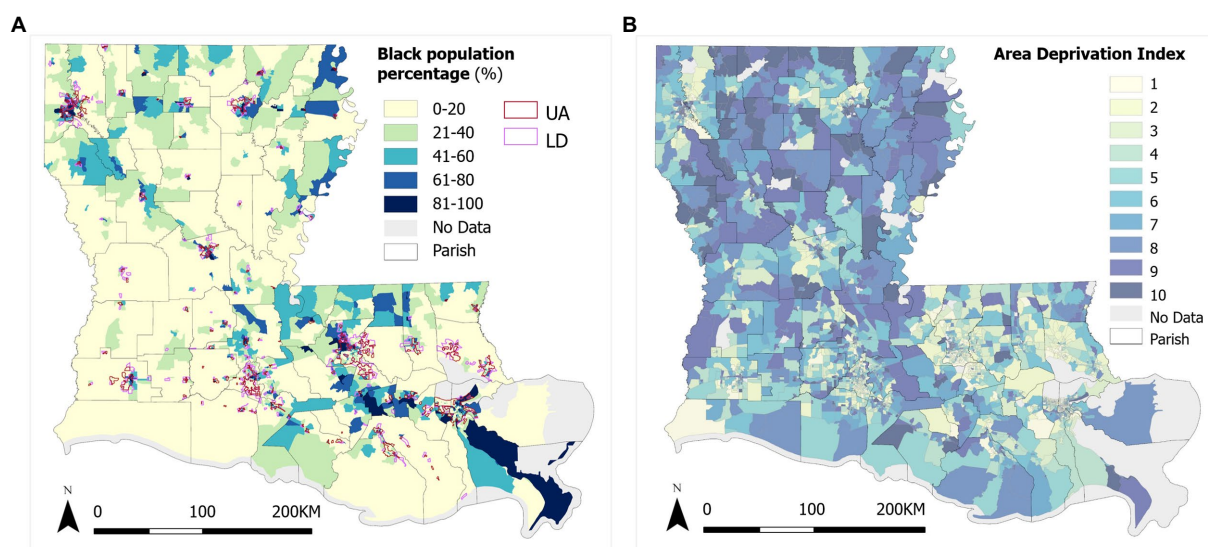 A
Black population
percentage (%)
0-20
21-40
41-60
61-80
81-100
No Data
Parish
UA
LD
N
0 100 200KM
B
Area Deprivation Index
1
2
3
4
5
6
7
8
9
10
No Data
Parish
N
0 100 200KM